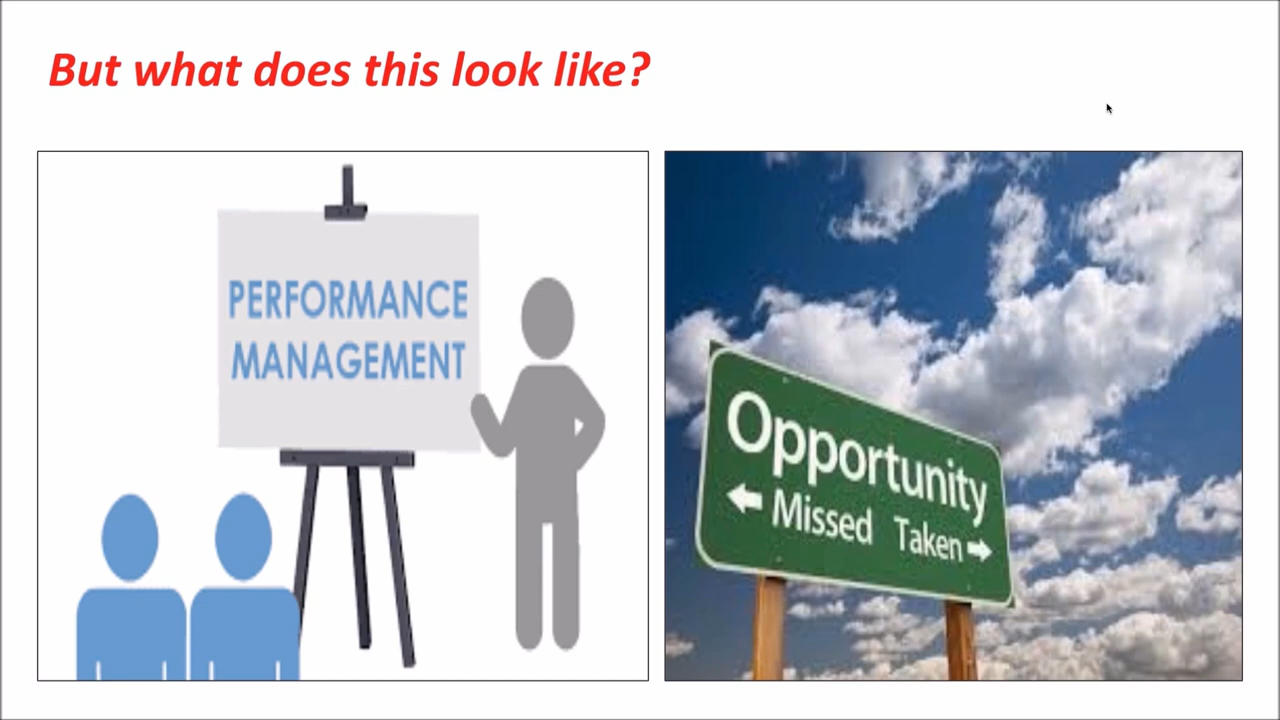 But what does this look like?
PERFORMANCE
MANAGEMENT
Opportunity
Missed Taken